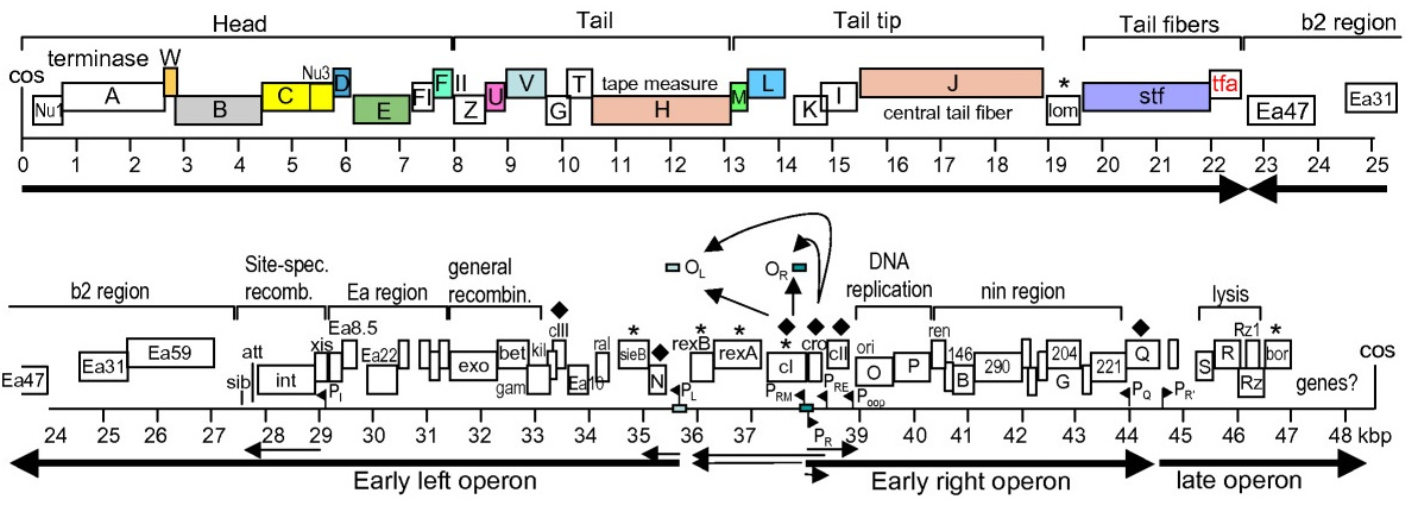 Head Tail Tail tip Tail fibers b2 region
terminase W
cos Nu3 D F II V T tape measure L * tfa
Nu1 A B C E FI Z U G H M K I J central tail fiber lom stf Ea47 Ea31
0 1 2 3 4 5 6 7 8 9 10 11 12 13 14 15 16 17 18 19 20 21 22 23 24 25
OL OR DNA
Site-spec. general replication
b2 region recomb. Ea region recombin. nin region lysis
Ea8.5 cIII * * * ren Rz1 *
xis ral rexB cro
Ea59 att Ea22 bet kil sieB rexA * cII ori 146 204 Q R bor cos
Ea47 Ea31 sib int exo gam Ea10 N cI O P B 290 G 221 S Rz genes?
PI PL PRM PRE Poop PQ PR'
24 25 26 27 28 29 30 31 32 33 34 35 36 37 PR 39 40 41 42 43 44 45 46 47 48 kbp
Early left operon Early right operon late operon